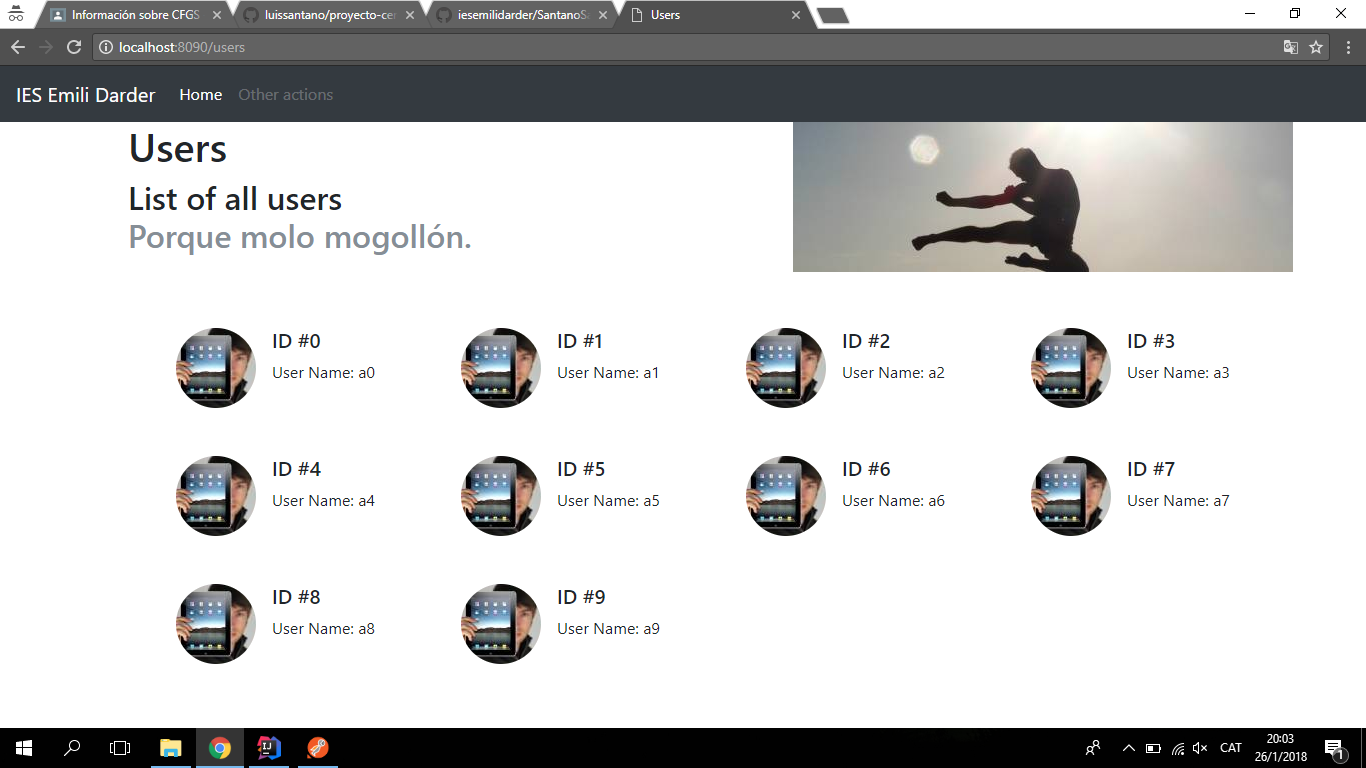 Información sobre CFGS
luissantano/proyecto-ce
iesemilidarder/SantanoS
Users
localhost:8090/users
IES Emili Darder Home Other actions
Users
List of all users
Porque molo mogollón.
ID #0
User Name: a0
ID #1
User Name: a1
ID #2
User Name: a2
ID #3
User Name: a3
ID #4
User Name: a4
ID #5
User Name: a5
ID #6
User Name: a6
ID #7
User Name: a7
ID #8
User Name: a8
ID #9
User Name: a9
IJ
CAT
20:03
26/1/2018
1